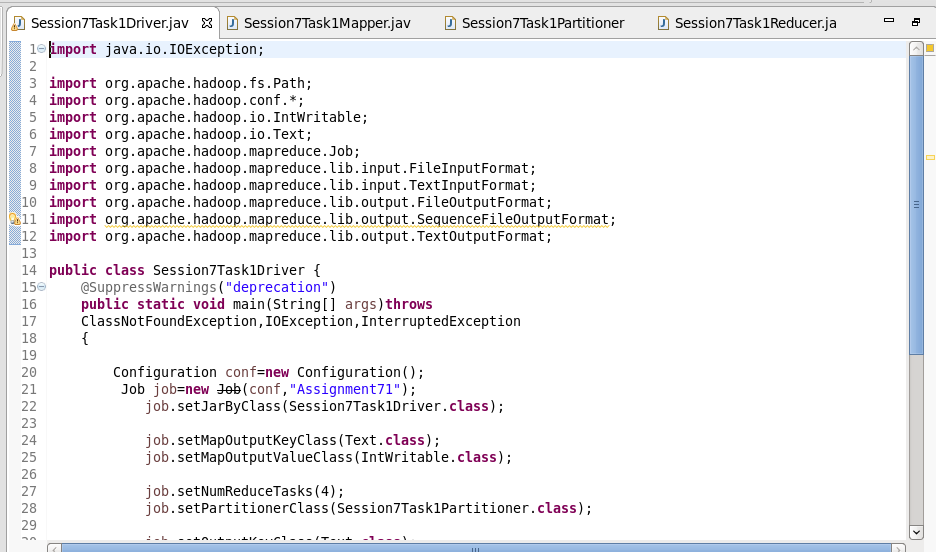 Session7Task1Driver.jav
Session7Task1Mapper.jav
Session7Task1Partitioner
Session7Task1Reducer.ja
1 import java.io.IOException;
2
3 import org.apache.hadoop.fs.Path;
4 import org.apache.hadoop.conf.*;
5 import org.apache.hadoop.io.IntWritable;
6 import org.apache.hadoop.io.Text;
7 import org.apache.hadoop.mapreduce.Job;
8 import org.apache.hadoop.mapreduce.lib.input.FileInputFormat;
9 import org.apache.hadoop.mapreduce.lib.input.TextInputFormat;
10 import org.apache.hadoop.mapreduce.lib.output.FileOutputFormat;
11 import org.apache.hadoop.mapreduce.lib.output.SequenceFileOutputFormat;
12 import org.apache.hadoop.mapreduce.lib.output.TextOutputFormat;
13
14 public class Session7Task1Driver {
15 @SuppressWarnings("deprecation")
16 public static void main(String[] args)throws
17 ClassNotFoundException,IOException,InterruptedException
18 {
19
20 Configuration conf=new Configuration();
21 Job job=new Job(conf,"Assignment71");
22 job.setJarByClass(Session7Task1Driver.class);
23
24 job.setMapOutputKeyClass(Text.class);
25 job.setMapOutputValueClass(IntWritable.class);
26
27 job.setNumReduceTasks(4);
28 job.setPartitionerClass(Session7Task1Partitioner.class);
29